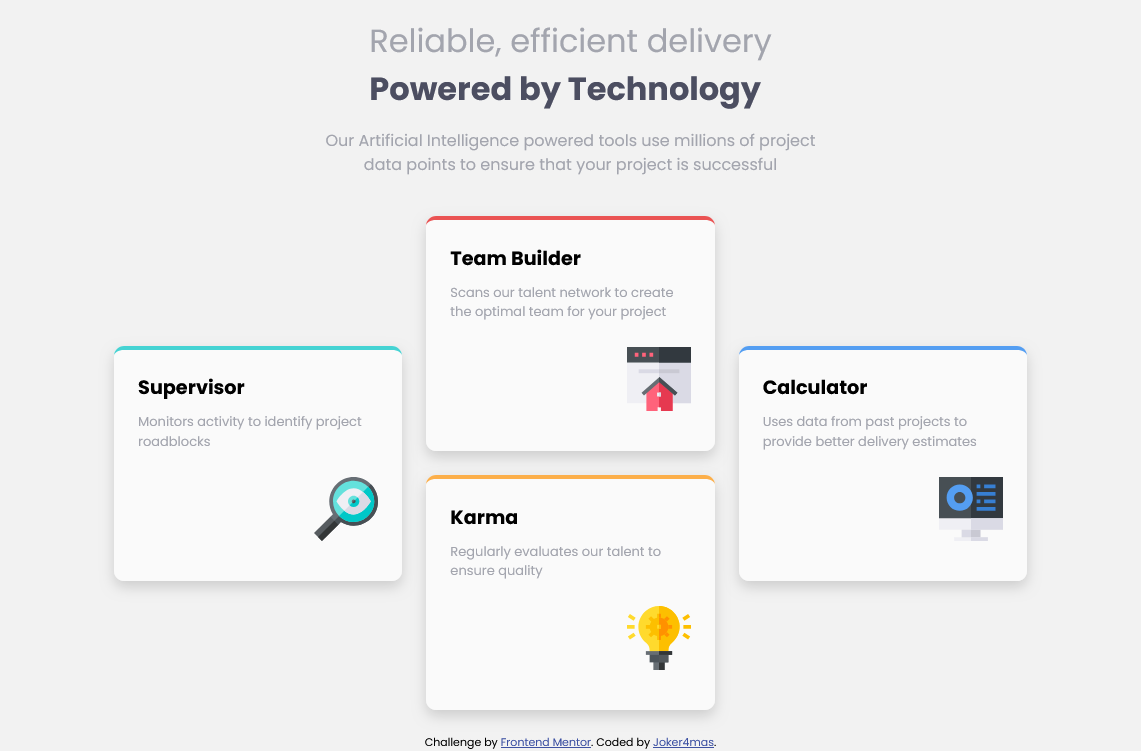 Reliable, efficient delivery
Powered by Technology
Our Artificial Intelligence powered tools use millions of project
data points to ensure that your project is successful
Supervisor
Monitors activity to identify project
roadblocks
Team Builder
Scans our talent network to create
the optimal team for your project
Karma
Regularly evaluates our talent to
ensure quality
Calculator
Uses data from past projects to
provide better delivery estimates
Challenge by Frontend Mentor. Coded by Joker4mas.